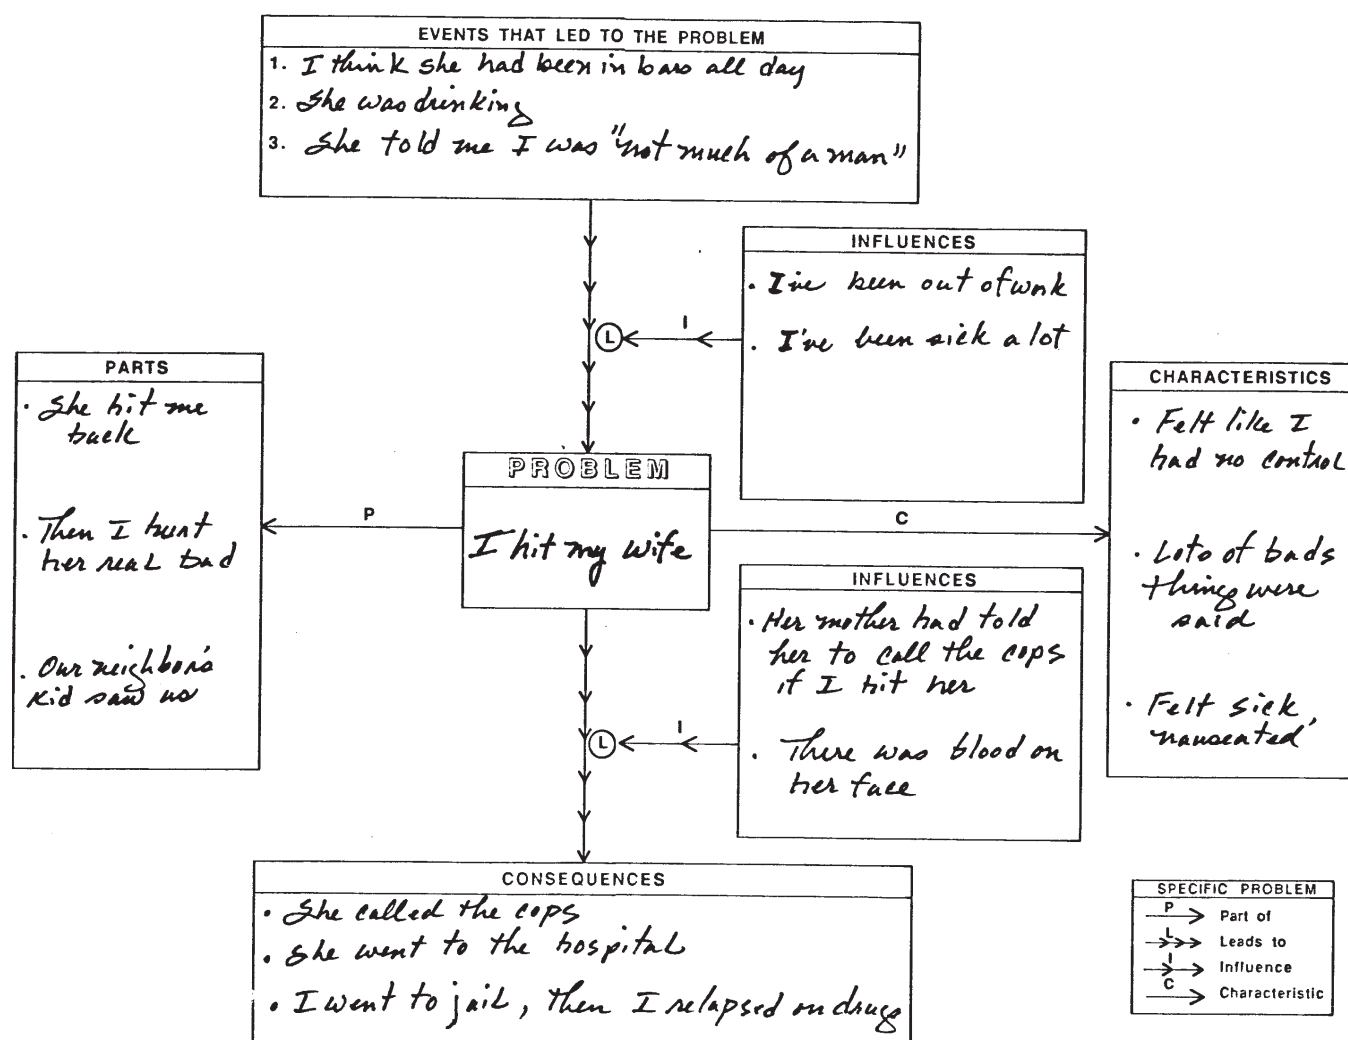 EVENTS THAT LED TO THE PROBLEM
1. I think she had been in bars all day
2. She was drinking
3. She told me I was "not much of a man"
INFLUENCES
. I've been out of work
. I've been sick a lot
L
I
PARTS
. She hit me
back
. Then I hurt
her real bad
. Our neighbor's
kid saw us
P
PROBLEM
I hit my wife
C
CHARACTERISTICS
. Felt like I
had no control
. Lots of bads
things were
said
. Felt sick,
nauseated
INFLUENCES
. Her mother had told
her to call the cops
if I hit her
. There was blood on
her face
L
I
CONSEQUENCES
. She called the cops
. She went to the hospital
. I went to jail, then I relapsed on drugs
SPECIFIC PROBLEM
P Part of
L Leads to
I Influence
C Characteristic